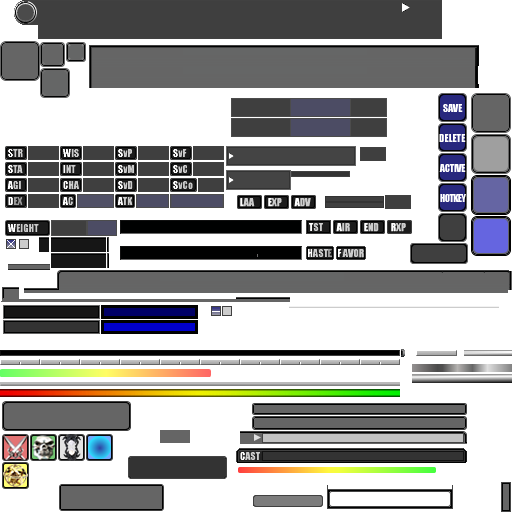 SAVE
DELETE
STR WIS SvP SvF
STA INT SvM SvC
ACTIVE
AGI CHA SvD SvCo
DEX AC ATK LAA EXP ADV
HOTKEY
WEIGHT TST AIR END RXP
HASTE FAVOR
CAST